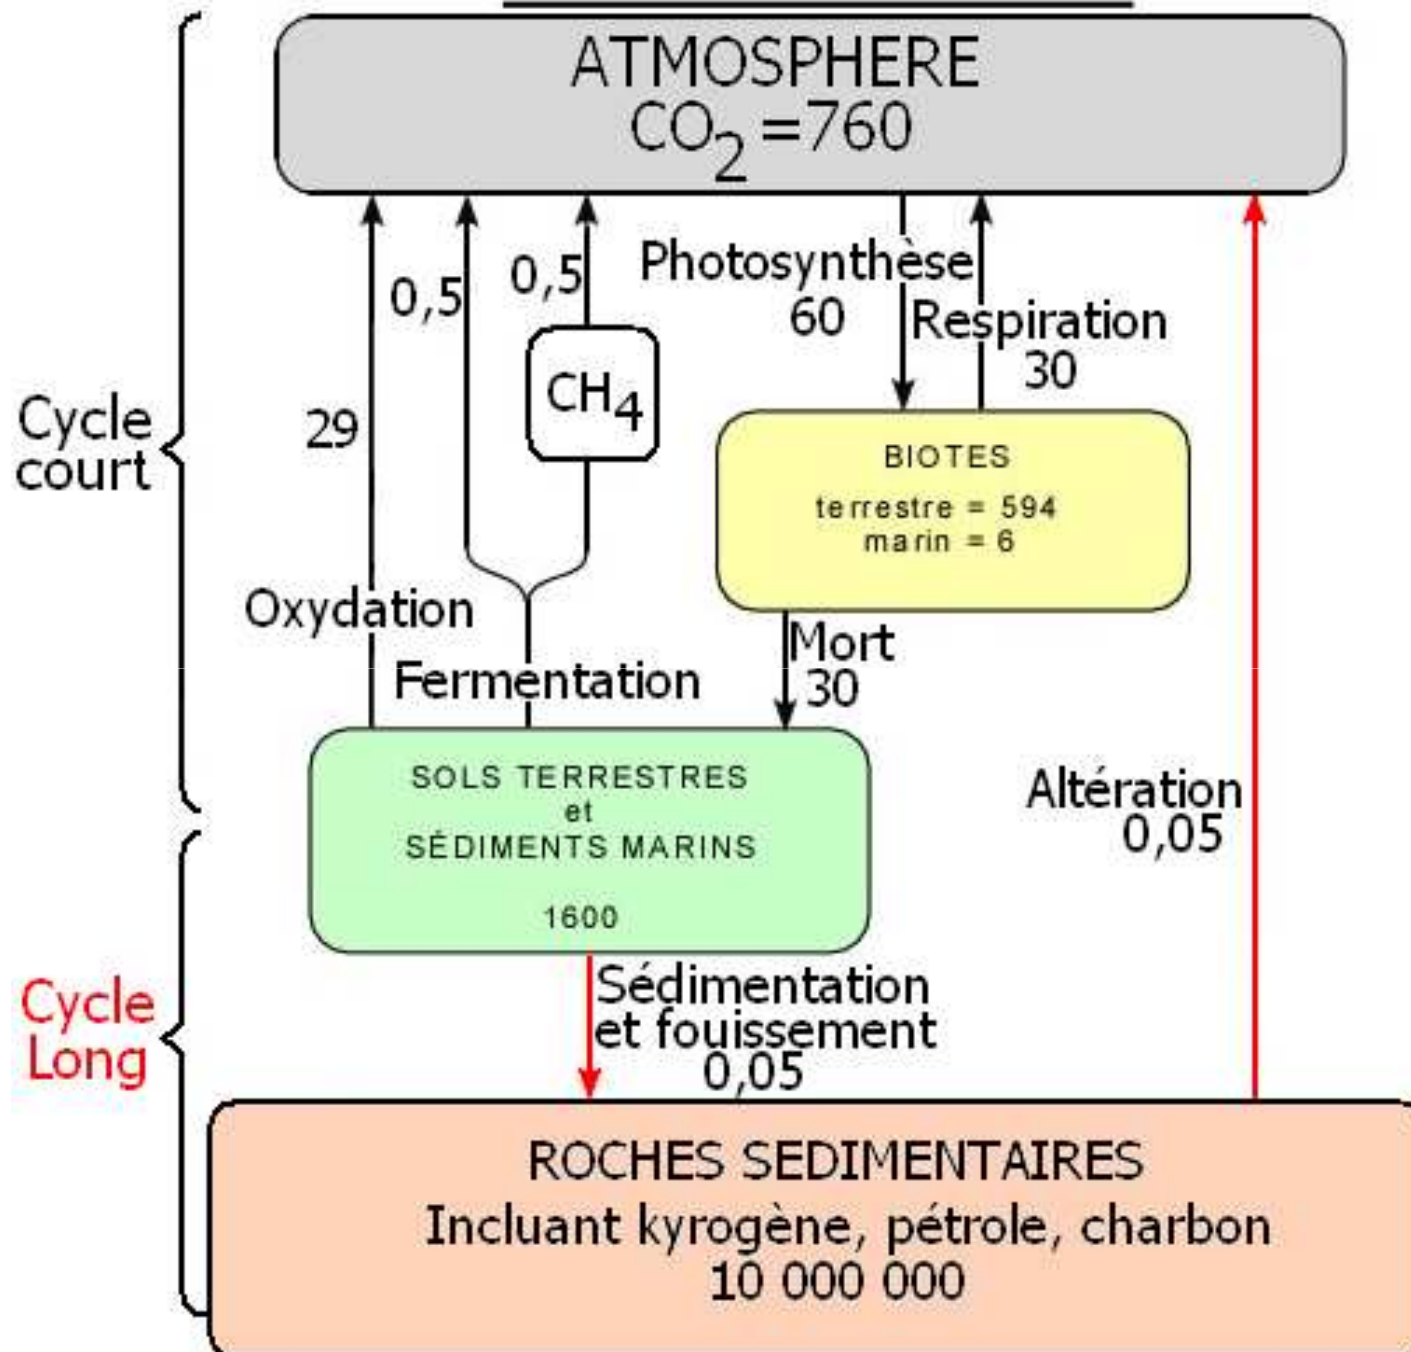 ATMOSPHERE
CO2 =760
0,5
0,5
Photosynthèse
60
Respiration
30
29
CH4
Cycle
court
BIOTES
terrestre = 594
marin = 6
Oxydation
Fermentation
Mort
30
SOLS TERRESTRES
et
SÉDIMENTS MARINS
1600
Altération
0,05
Cycle
Long
Sédimentation
et fouissement
0,05
ROCHES SEDIMENTAIRES
Incluant kyrogène, pétrole, charbon
10 000 000